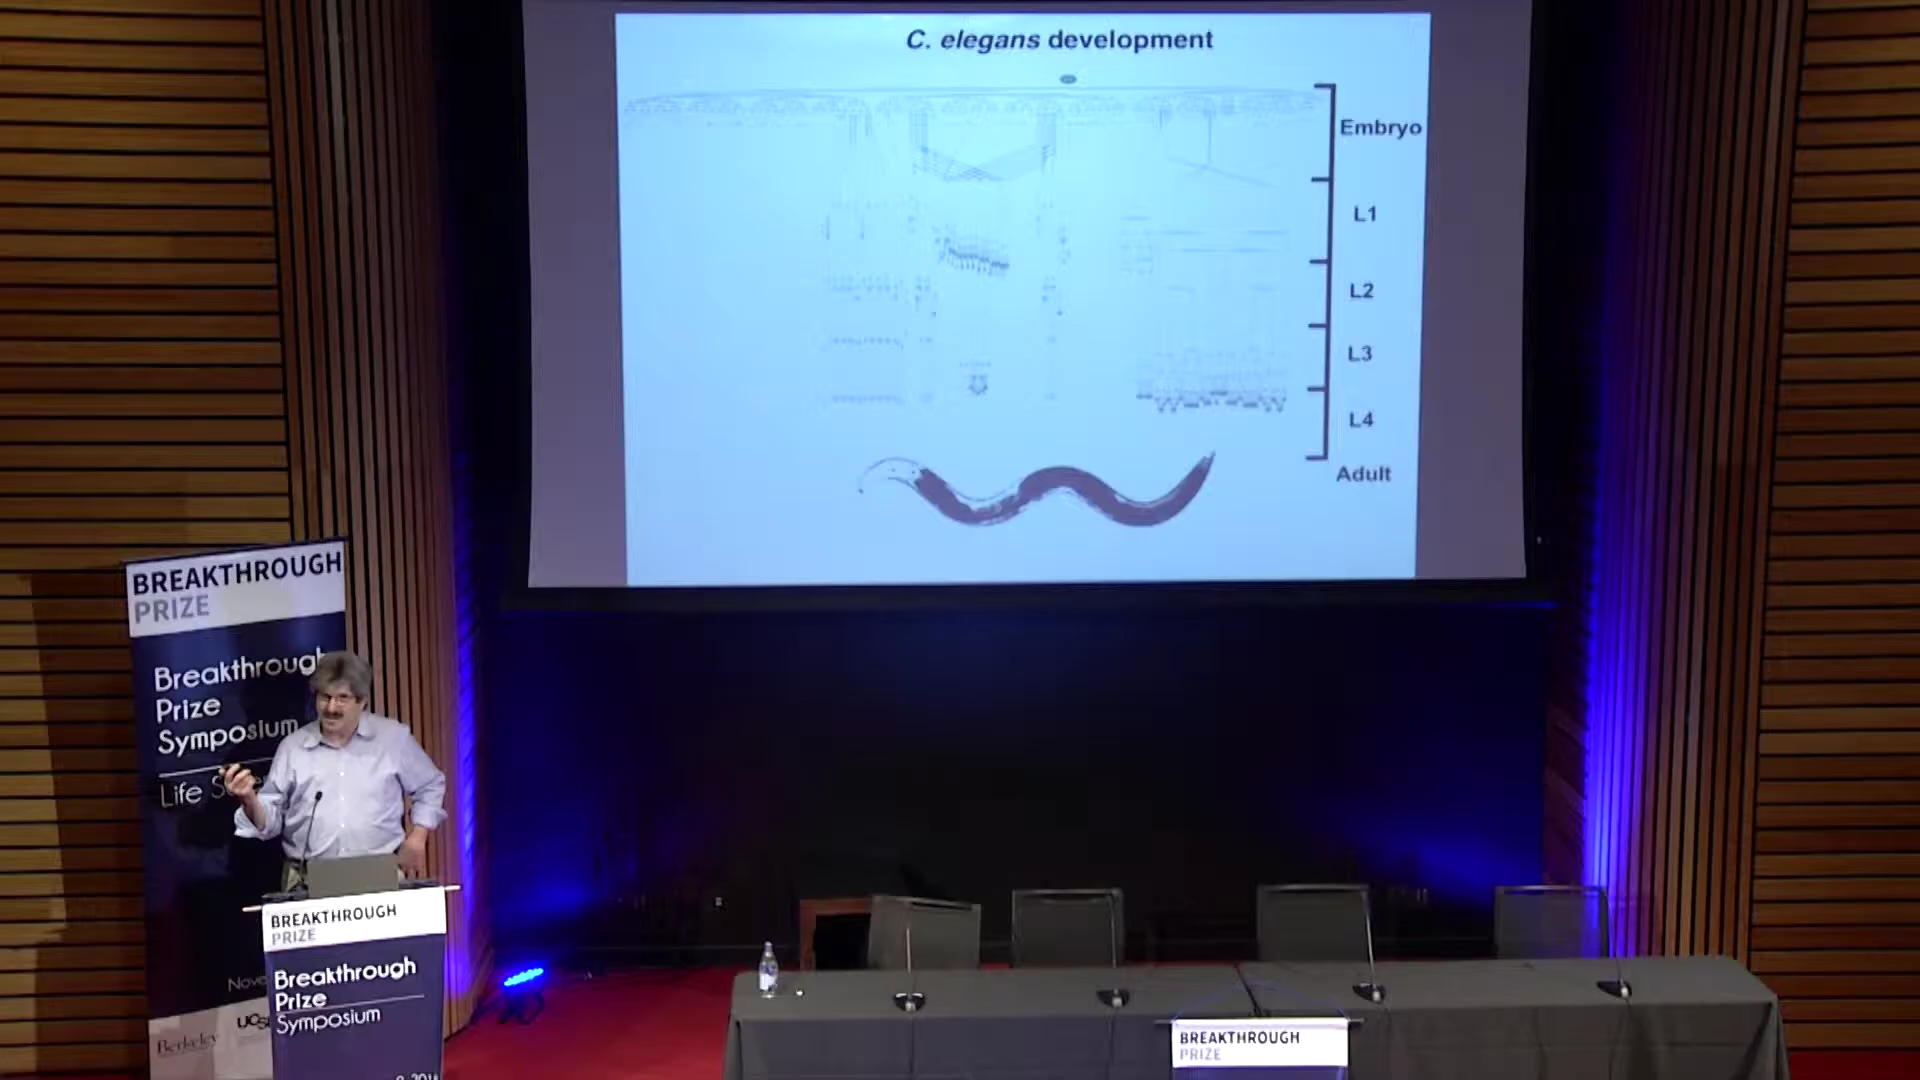 C. elegans development
Embryo
L1
L2
L3
L4
Adult
BREAKTHROUGH
PRIZE
Breakthrough
Prize
Symposium
Life
BREAKTHROUGH
PRIZE
Breakthrough
Prize
Symposium
Berkeley
BREAKTHROUGH
PRIZE